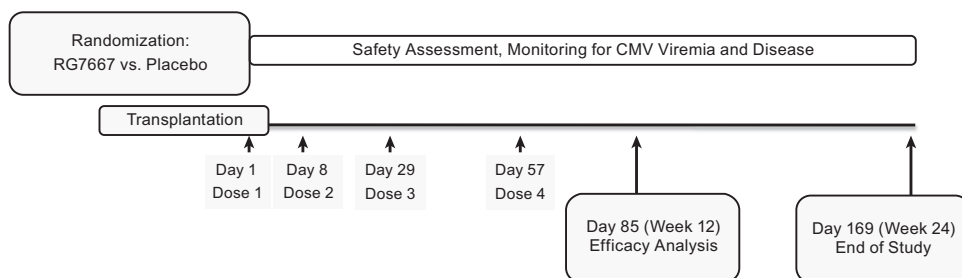 Randomization:
RG7667 vs. Placebo
Safety Assessment, Monitoring for CMV Viremia and Disease
Transplantation
Day 1
Dose 1
Day 8
Dose 2
Day 29
Dose 3
Day 57
Dose 4
Day 85 (Week 12)
Efficacy Analysis
Day 169 (Week 24)
End of Study